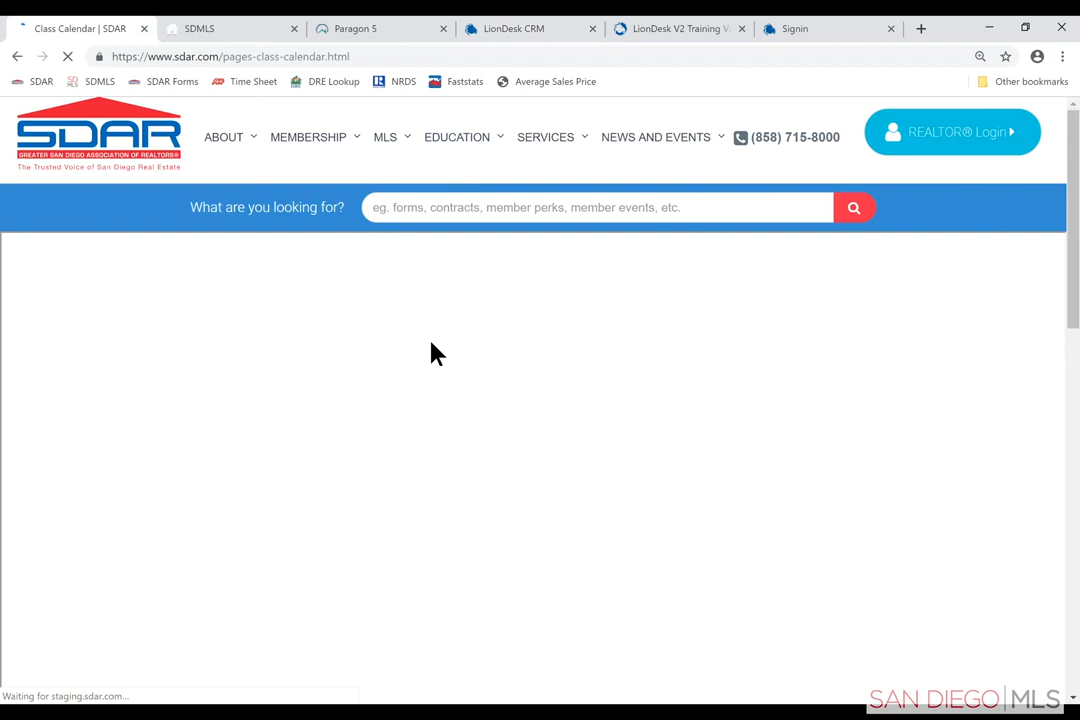 Class Calendar | SDAR
SDMLS
Paragon 5
LionDesk CRM
LionDesk V2 Training Vi
Signin
https://www.sdar.com/pages-class-calendar.html
SDAR
SDMLS
SDAR Forms
Time Sheet
DRE Lookup
NRDS
Faststats
Average Sales Price
Other bookmarks
SDAR
GREATER SAN DIEGO ASSOCIATION OF REALTORS®
The Trusted Voice of San Diego Real Estate
ABOUT
MEMBERSHIP
MLS
EDUCATION
SERVICES
NEWS AND EVENTS
(858) 715-8000
REALTOR® Login
What are you looking for?
eg. forms, contracts, member perks, member events, etc.
Waiting for staging.sdar.com...
SAN DIEGO | MLS